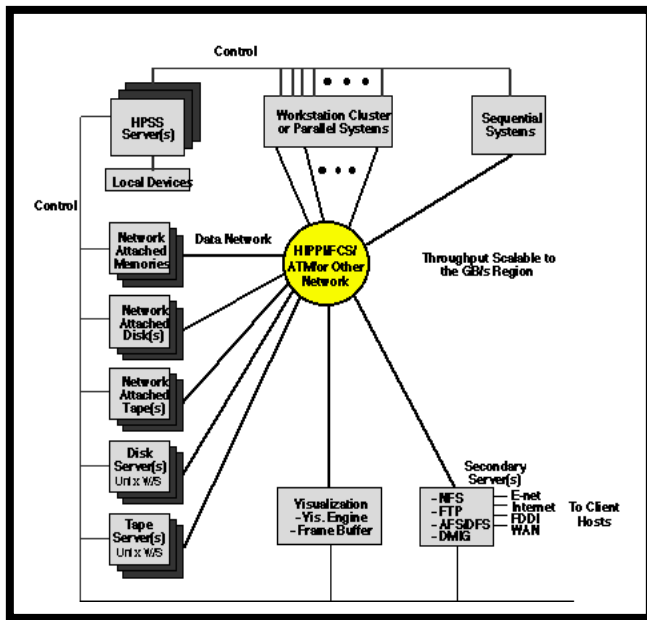 Control
HPSS
Server(s)
Workstation Cluster
or Parallel Systems
Sequential
Systems
Local Devices
Control
Network
Attached
Memories
Data Network
HIPPI/FCS/
ATM/or Other
Network
Throughput Scalable to
the GB/s Region
Network
Attached
Disk(s)
Network
Attached
Tape(s)
Disk
Server(s)
Unix W/S
Tape
Server(s)
Unix W/S
Visualization
- Vis. Engine
- Frame Buffer
Secondary
Server(s)
- NFS
- FTP
- AFS/DFS
- DMIG
E-net
Internet
FDDI
WAN
To Client
Hosts